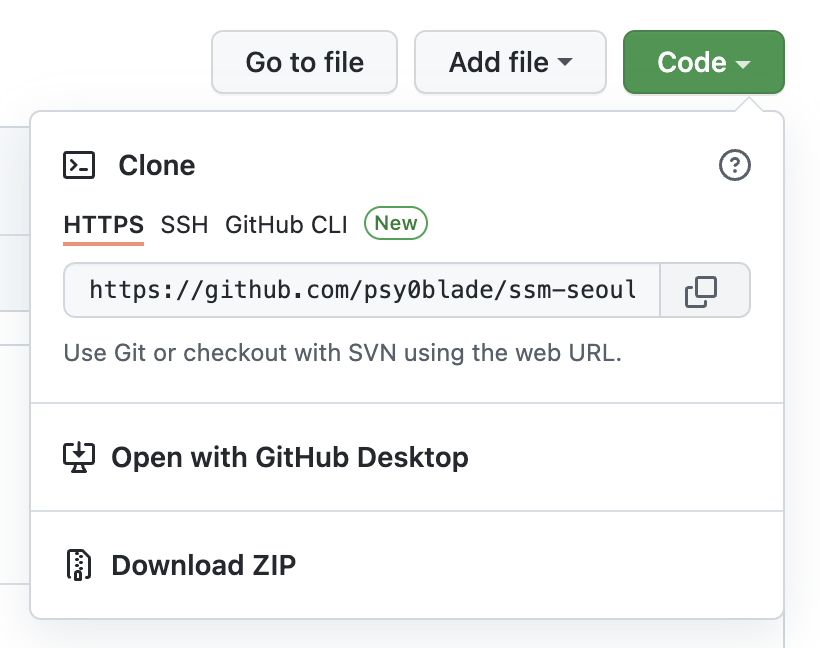 Go to file Add file Code
Clone
HTTPS SSH GitHub CLI New
https://github.com/psy0blade/ssm-seoul
Use Git or checkout with SVN using the web URL.
Open with GitHub Desktop
Download ZIP